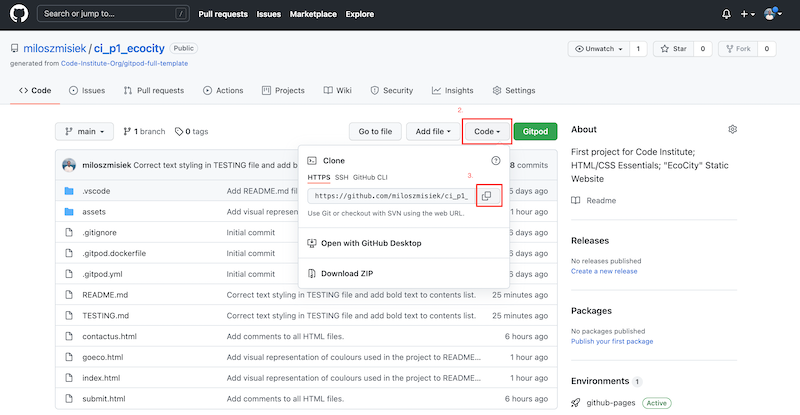 Search or jump to... /
Pull requests Issues Marketplace Explore
miloszmisiek / ci_p1_ecocity Public
generated from Code-Institute-Org/gitpod-full-template
Unwatch 1 Star 0 Fork 0
Code Issues Pull requests Actions Projects Wiki Security Insights Settings
2.
main 1 branch 0 tags Go to file Add file Code Gitpod
miloszmisiek Correct text styling in TESTING file and add b
8 commits
.vscode Add README.md fil
days ago
assets Add visual represen
1 hour ago
.gitignore Initial commit
days ago
.gitpod.dockerfile Initial commit
days ago
.gitpod.yml Initial commit
days ago
README.md Correct text styling in TESTING file and add bold text to contents list. 25 minutes ago
TESTING.md Correct text styling in TESTING file and add bold text to contents list. 25 minutes ago
contactus.html Add comments to all HTML files. 6 hours ago
goeco.html Add visual representation of coulours used in the project to README... 1 hour ago
index.html Add visual representation of coulours used in the project to README... 1 hour ago
submit.html Add comments to all HTML files. 6 hours ago
Clone
HTTPS SSH GitHub CLI
3.
https://github.com/miloszmisiek/ci_p1_
Use Git or checkout with SVN using the web URL.
Open with GitHub Desktop
Download ZIP
About
First project for Code Institute;
HTML/CSS Essentials; "EcoCity" Static
Website
Readme
Releases
No releases published
Create a new release
Packages
No packages published
Publish your first package
Environments 1
github-pages Active